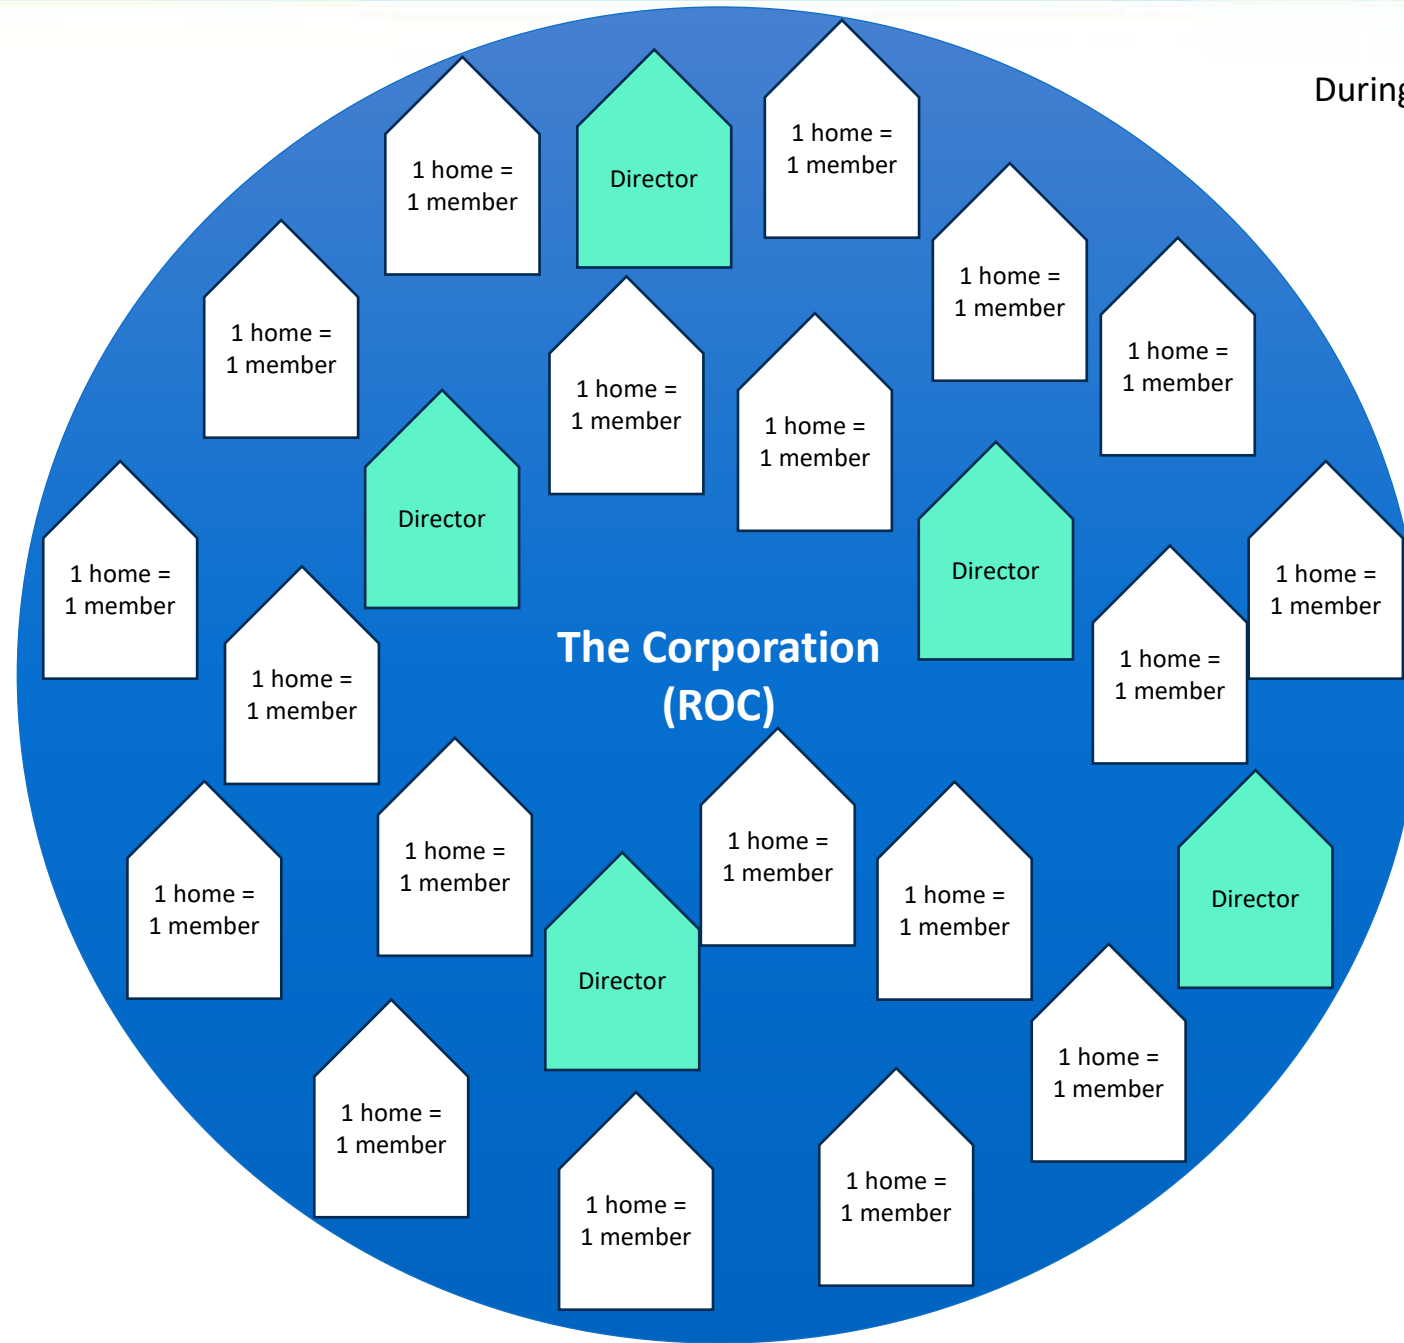 During
1 home =
1 member
Director
1 home =
1 member
1 home =
1 member
1 home =
1 member
1 home =
1 member
1 home =
1 member
1 home =
1 member
Director
Director
1 home =
1 member
1 home =
1 member
1 home =
1 member
1 home =
1 member
The Corporation
(ROC)
1 home =
1 member
1 home =
1 member
1 home =
1 member
1 home =
1 member
Director
Director
1 home =
1 member
1 home =
1 member
1 home =
1 member
1 home =
1 member